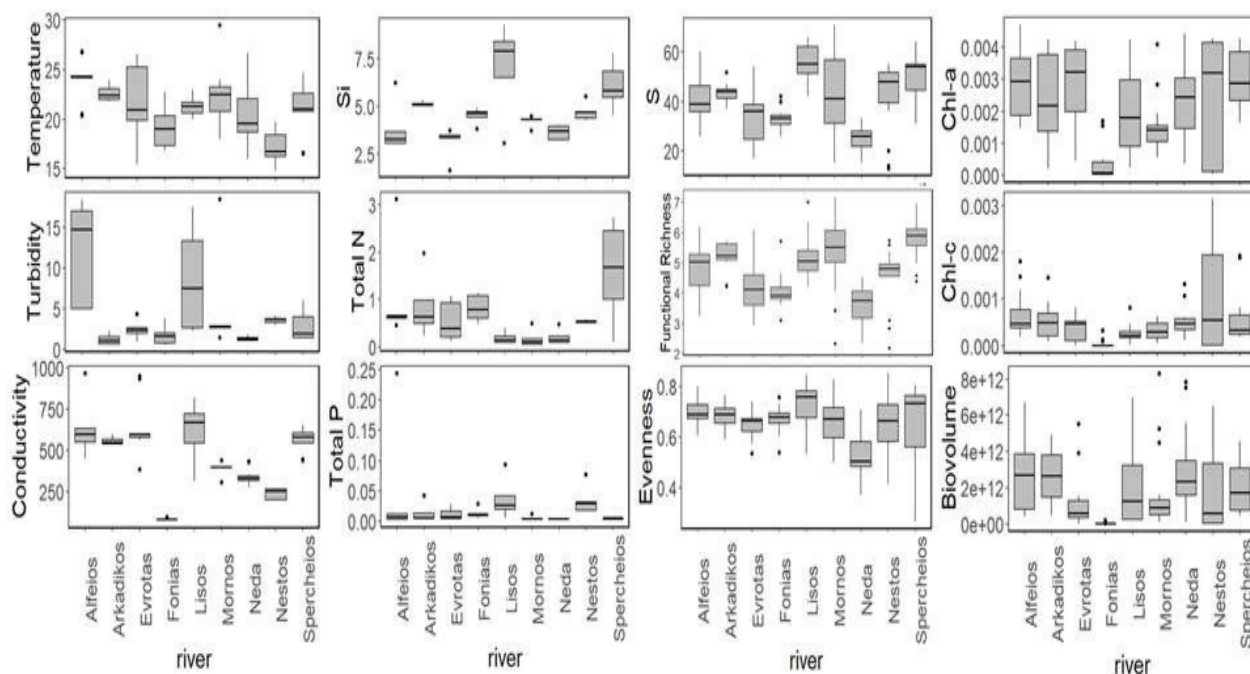 Temperature
30
25
20
15
Si
7.5
5.0
2.5
S
60
40
20
Chl-a
0.004
0.003
0.002
0.001
0.000
Turbidity
15
10
5
0
Total N
3
2
1
0
Functional Richness
7
6
5
4
3
2
Chl-c
0.003
0.002
0.001
0.000
Conductivity
1000
750
500
250
Total P
0.25
0.20
0.15
0.10
0.05
0.00
Evenness
0.8
0.6
0.4
Biovolume
8e+12
6e+12
4e+12
2e+12
0e+00
Alfeios
Arkadikos
Evrotas
Fonias
Lisos
Mornos
Neda
Nestos
Spercheios
river
Alfeios
Arkadikos
Evrotas
Fonias
Lisos
Mornos
Neda
Nestos
Spercheios
river
Alfeios
Arkadikos
Evrotas
Fonias
Lisos
Mornos
Neda
Nestos
Spercheios
river
Alfeios
Arkadikos
Evrotas
Fonias
Lisos
Mornos
Neda
Nestos
Spercheios
river